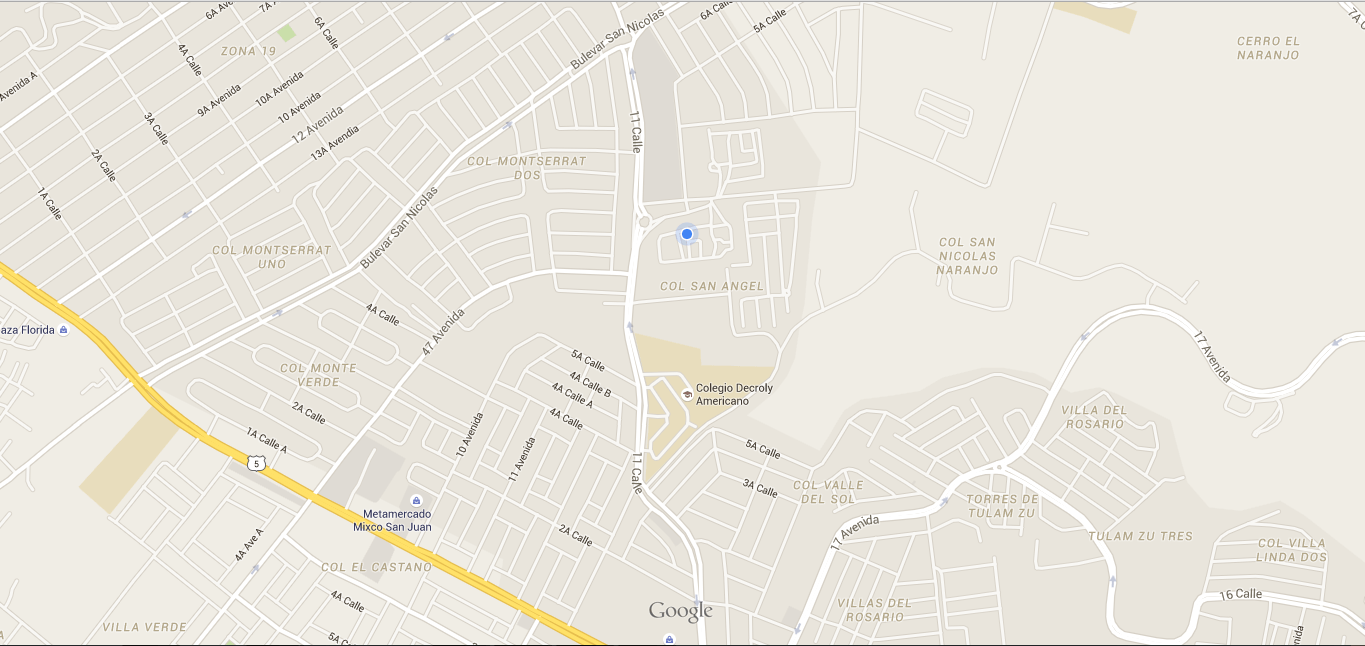 6A Ave
7A
6A Calle
Bulevar San Nicolas
6A Calle
5A Calle
7A C
ZONA 19
4A Calle
CERRO EL
NARANJO
Avenida A
9A Avenida
10A Avenida
10 Avenida
12 Avenida
13A Avendia
3A Calle
11 Calle
2A Calle
COL MONTSERRAT
DOS
1A Calle
Bulevar San Nicolas
COL MONTSERRAT
UNO
COL SAN
NICOLAS
NARANJO
COL SAN ANGEL
4A Calle
47 Avenida
aza Florida
17 Avenida
COL MONTE
VERDE
5A Calle
4A Calle B
4A Calle A
4A Calle
Colegio Decroly
Americano
2A Calle
10 Avenida
11 Avenida
VILLA DEL
ROSARIO
1A Calle A
5
5A Calle
11 Calle
3A Calle
COL VALLE
DEL SOL
TORRES DE
TULAM ZU
Metamercado
Mixco San Juan
17 Avenida
2A Calle
TULAM ZU TRES
COL VILLA
LINDA DOS
4A Ave A
COL EL CASTANO
4A Calle
16 Calle
VILLAS DEL
ROSARIO
Google
VILLA VERDE
A
5A Ca
nida